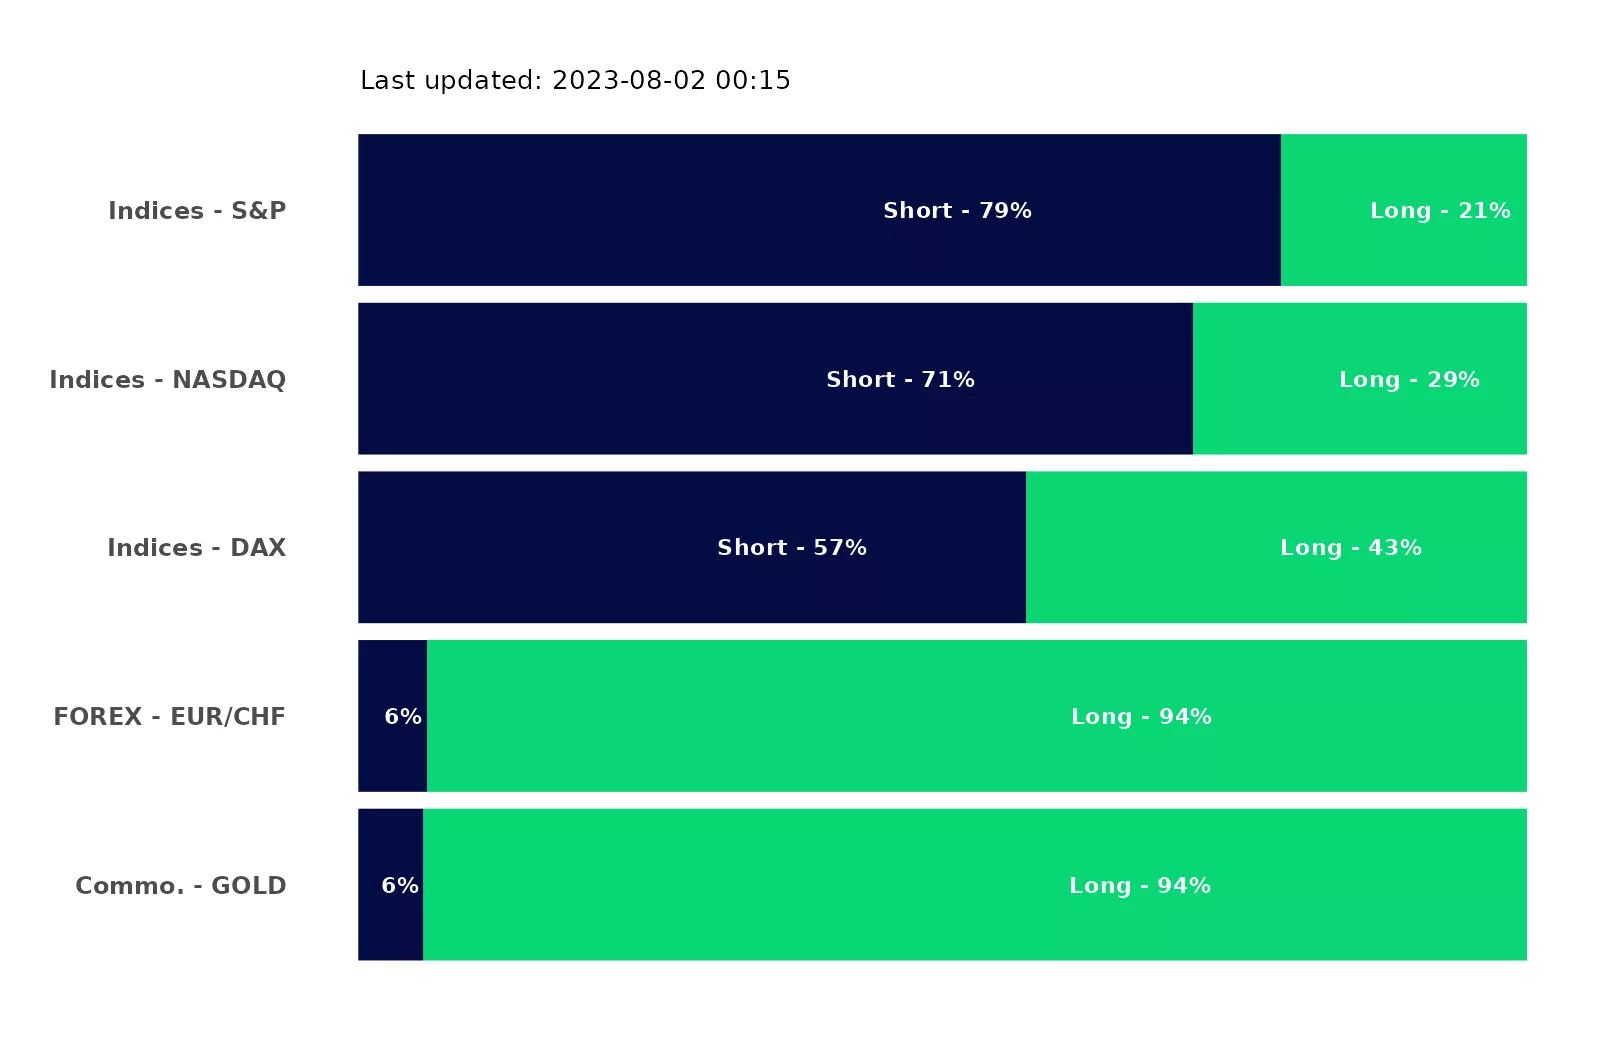 Last updated: 2023-08-02 00:15
Indices - S&P Short - 79% Long - 21%
Indices - NASDAQ Short - 71% Long - 29%
Indices - DAX Short - 57% Long - 43%
FOREX - EUR/CHF 6% Long - 94%
Commo. - GOLD 6% Long - 94%